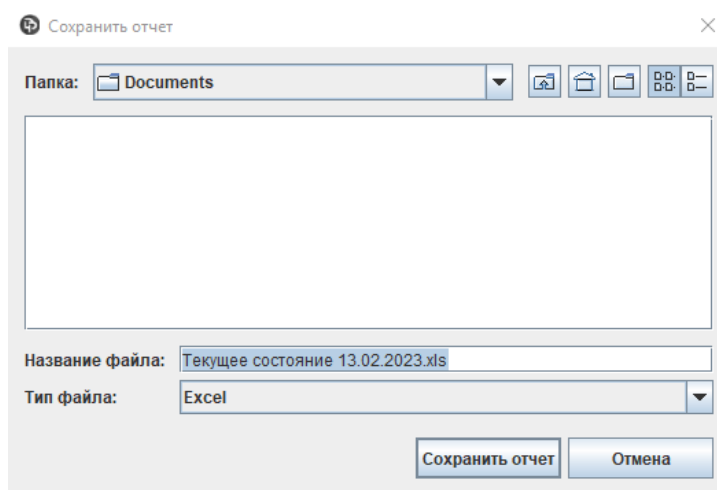 Сохранить отчет
Папка: Documents
Название файла: Текущее состояние 13.02.2023.xls
Тип файла: Excel
Сохранить отчет Отмена